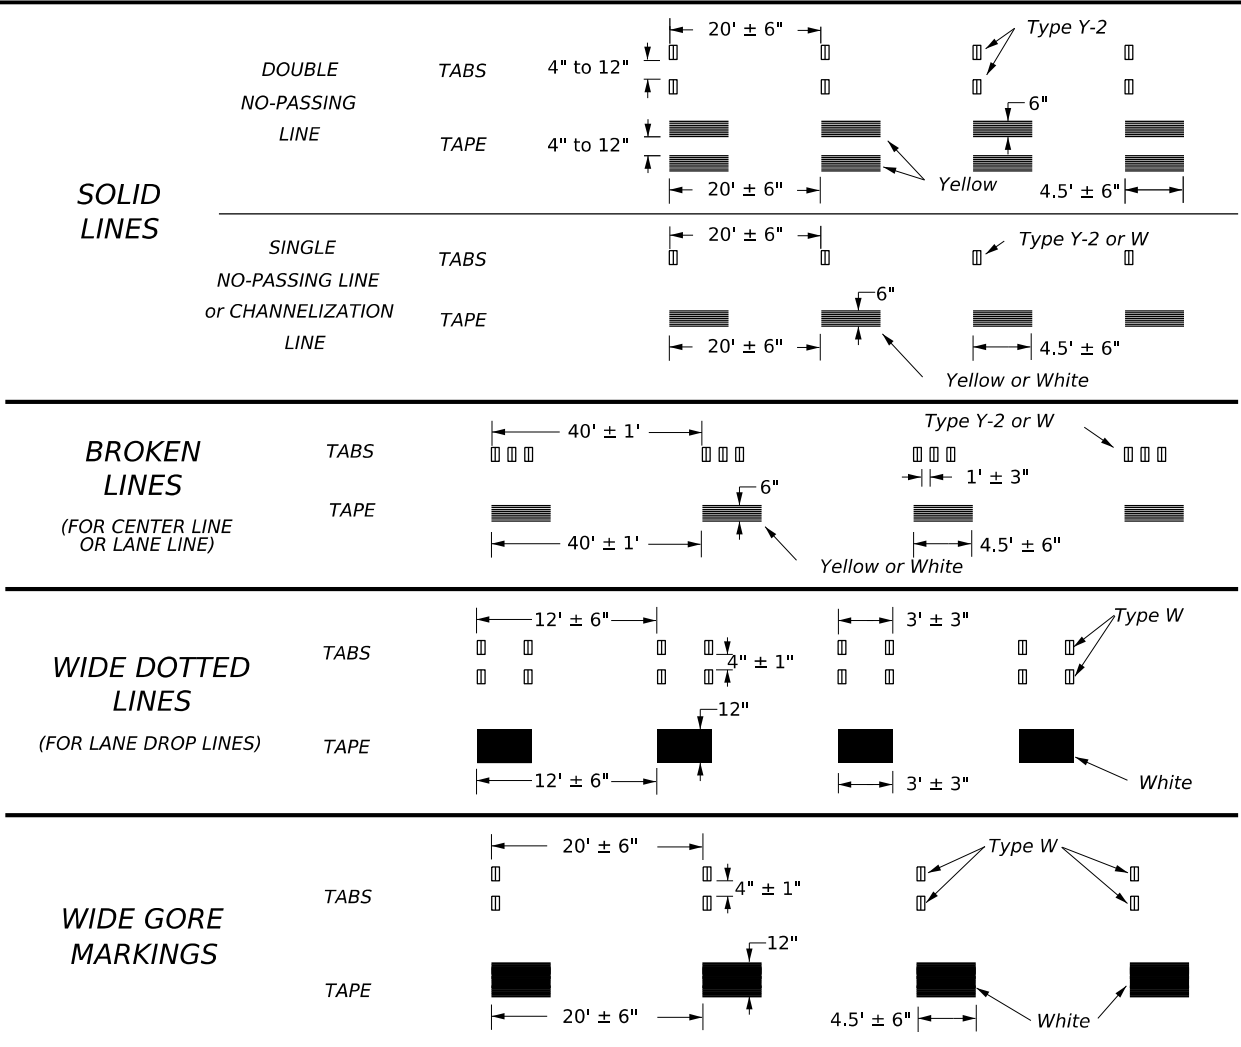 SOLID
LINES
DOUBLE
NO-PASSING
LINE
TABS
20' ± 6"
Type Y-2
4" to 12"
TAPE
6"
4" to 12"
Yellow
20' ± 6"
4.5' ± 6"
SINGLE
NO-PASSING LINE
or CHANNELIZATION
LINE
TABS
20' ± 6"
Type Y-2 or W
TAPE
6"
20' ± 6"
4.5' ± 6"
Yellow or White
BROKEN
LINES
(FOR CENTER LINE
OR LANE LINE)
TABS
40' ± 1'
Type Y-2 or W
1' ± 3"
TAPE
6"
40' ± 1'
4.5' ± 6"
Yellow or White
WIDE DOTTED
LINES
(FOR LANE DROP LINES)
TABS
12' ± 6"
3' ± 3"
Type W
4" ± 1"
TAPE
12"
12' ± 6"
3' ± 3"
White
WIDE GORE
MARKINGS
TABS
20' ± 6"
Type W
4" ± 1"
TAPE
12"
20' ± 6"
4.5' ± 6"
White